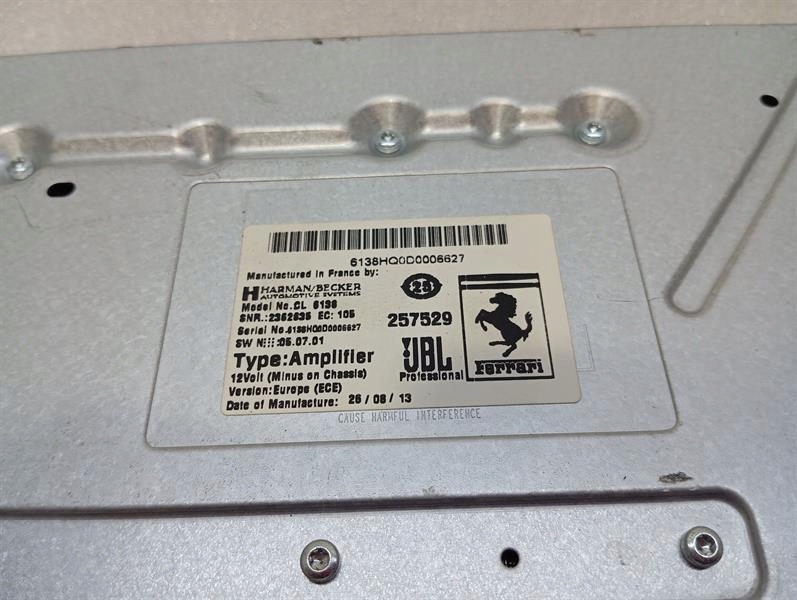 6138HQ0D0006627
Manufactured in France by:
HARMAN/BECKER
AUTOMOTIVE SYSTEMS
Model No.CL 6138
SNR.:2362635 EC: 105
Serial No.:6138HQ0D0006627
SW N :05.07.01
Type:Amplifier
12Volt (Minus on Chassis)
Version:Europe (ECE)
Date of Manufacture: 26 / 08 / 13
25
257529
JBL
Professional
Ferrari
CAUSE HARMFUL INTERFERENCE